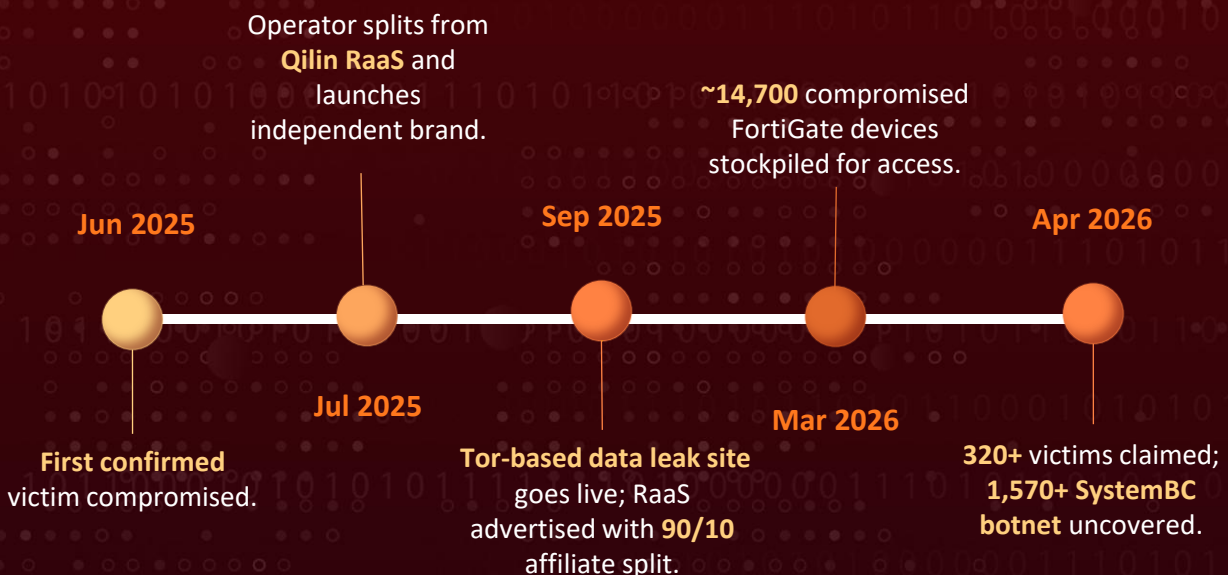 Jun 2025
First confirmed
victim compromised.
Operator splits from
Qilin RaaS and
launches
independent brand.
Jul 2025
Sep 2025
Tor-based data leak site
goes live; RaaS
advertised with 90/10
affiliate split.
~14,700 compromised
FortiGate devices
stockpiled for access.
Mar 2026
Apr 2026
320+ victims claimed;
1,570+ SystemBC
botnet uncovered.